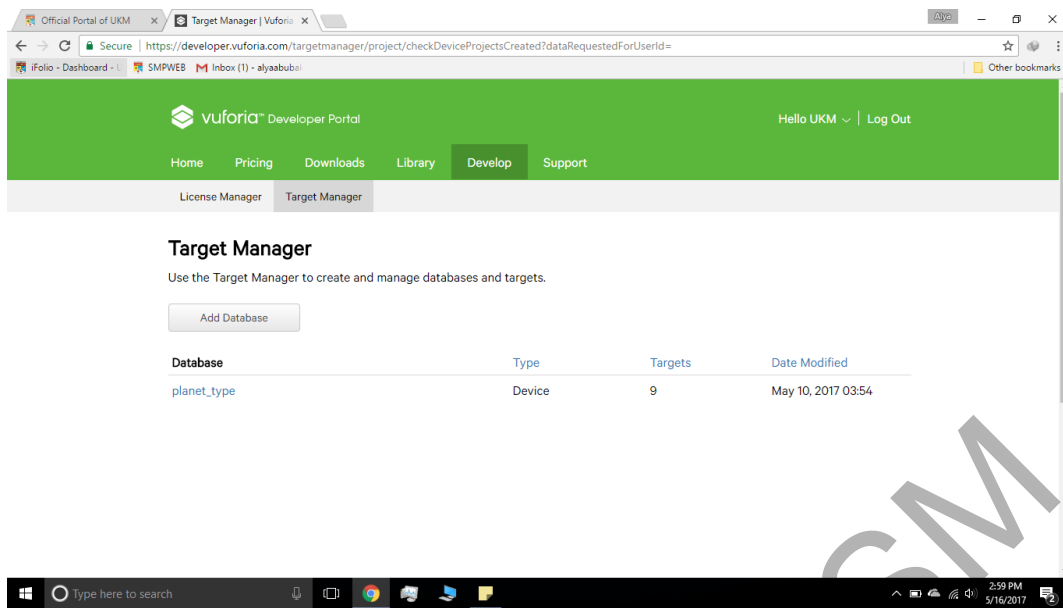 Official Portal of UKM
Target Manager | Vuforia
Alya
Secure | https://developer.vuforia.com/targetmanager/project/checkDeviceProjectsCreated?dataRequestedForUserId=
iFolio - Dashboard - U
SMPWEB
Inbox (1) - alyaabubak
Other bookmarks
vuforia™ Developer Portal
Hello UKM
Log Out
Home Pricing Downloads Library Develop Support
License Manager Target Manager
Target Manager
Use the Target Manager to create and manage databases and targets.
Add Database
Database Type Targets Date Modified
planet_type Device 9 May 10, 2017 03:54
SM
Type here to search
2:59 PM
5/16/2017
2